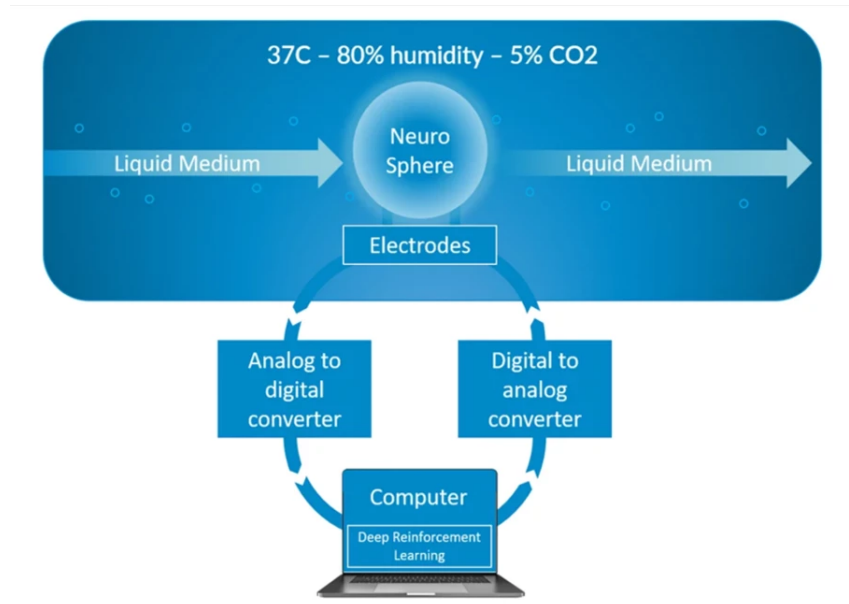 37C – 80% humidity – 5% CO2
Liquid Medium
Neuro
Sphere
Liquid Medium
Electrodes
Analog to
digital
converter
Digital to
analog
converter
Computer
Deep Reinforcement
Learning